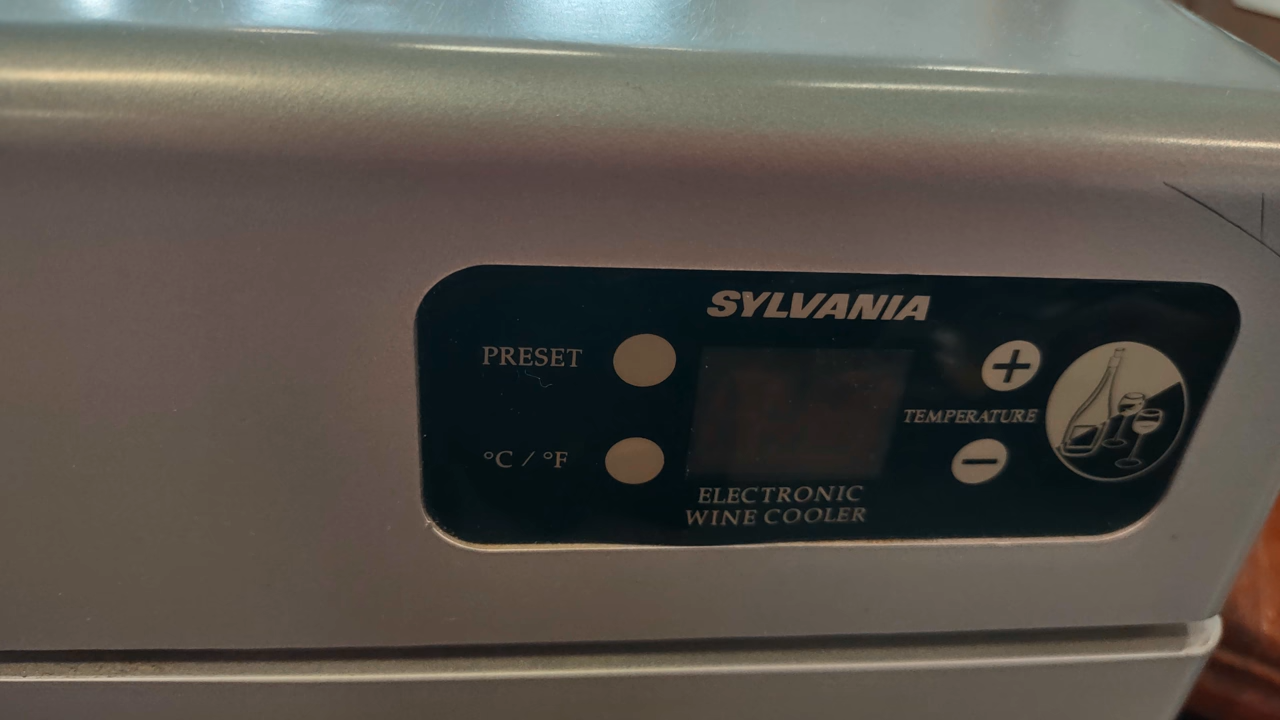 SYLVANIA
PRESET
°C / °F
+
TEMPERATURE
−
ELECTRONIC
WINE COOLER